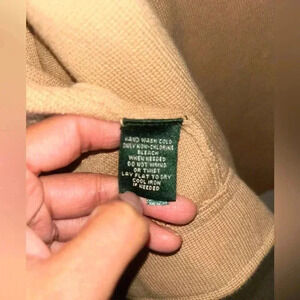 HAND WASH COLD
ONLY NON-CHLORINE
BLEACH
WHEN NEEDED
DO NOT WRING
OR TWIST
LAY FLAT TO DRY
COOL IRON
IF NEEDED